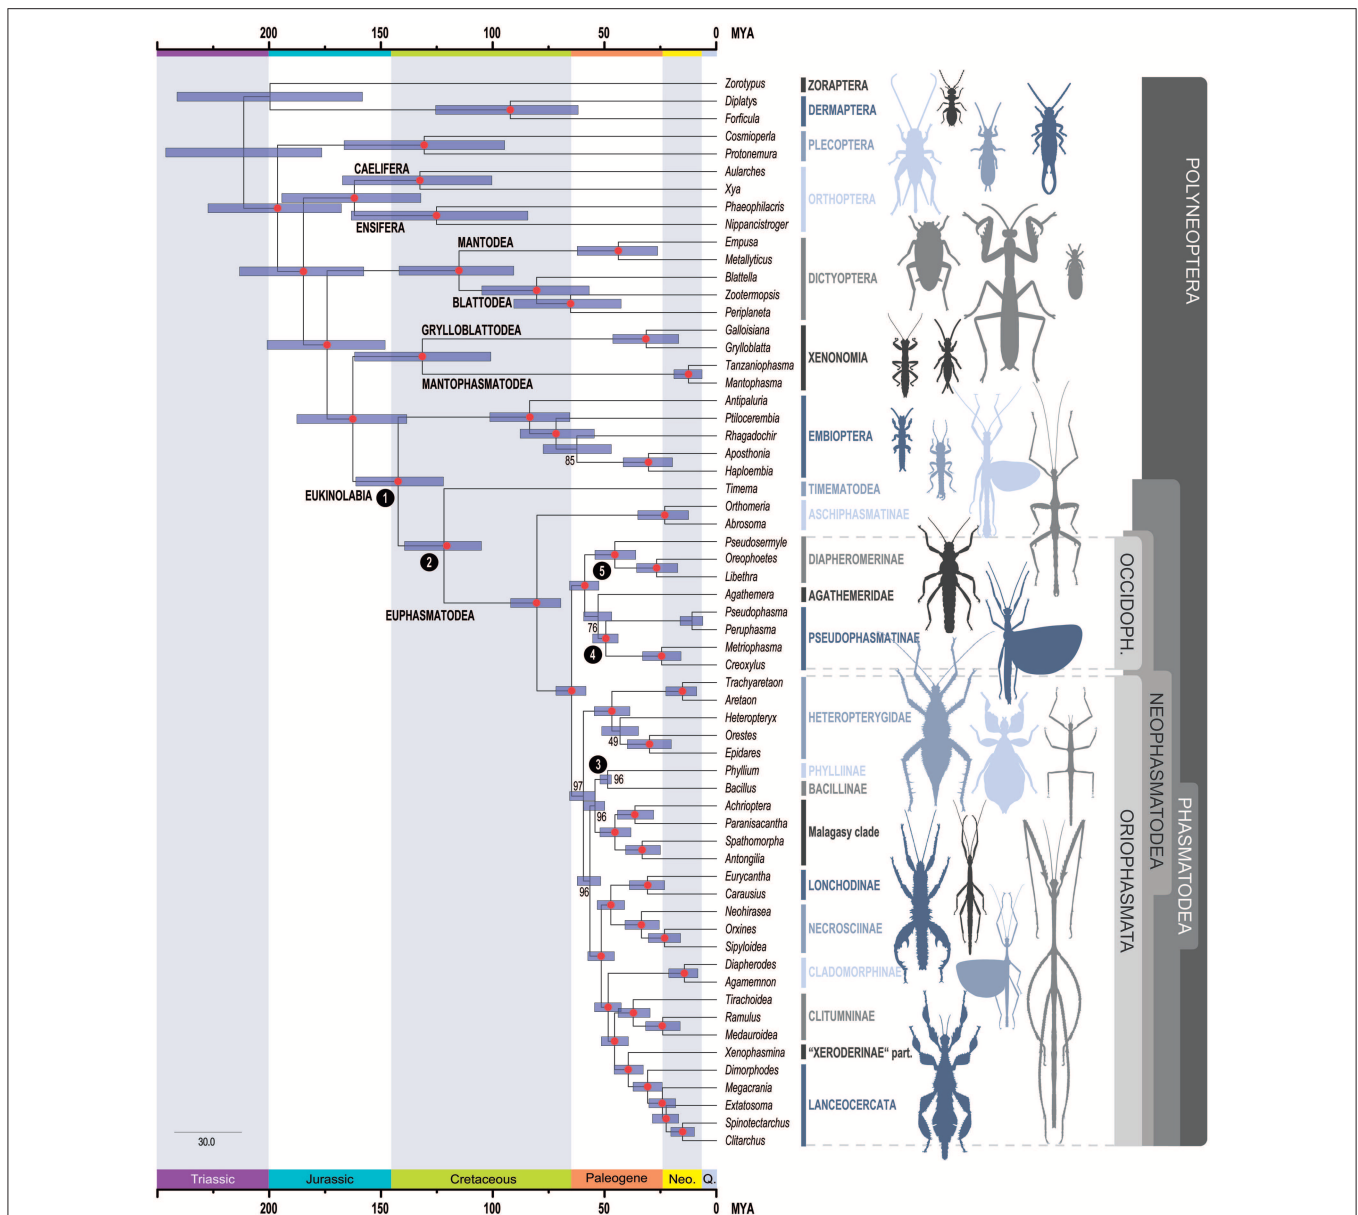 200 150 100 50 0 MYA
Zorotypus
Diplatys
Forficula
Cosmioperla
Protonemura
Aularches
Xya
Phaeophilacris
Nippancistroger
Empusa
Metallyticus
Blattella
Zootermopsis
Periplaneta
Galloisiana
Grylloblatta
Tanzaniophasma
Mantophasma
Antipaluria
Ptilocerembia
Rhagadochir
Aposthonia
Haploembia
Timema
Orthomeria
Abrosoma
Pseudosermyle
Oreophoetes
Libethra
Agathemera
Pseudophasma
Peruphasma
Metriophasma
Creoxylus
Trachyaretaon
Aretaon
Heteropteryx
Orestes
Epidares
Phyllium
Bacillus
Achrioptera
Paranisacantha
Spathomorpha
Antongilia
Eurycantha
Carausius
Neohirasea
Orxines
Sipyloidea
Diapherodes
Agamemnon
Tirachoidea
Ramulus
Medauroidea
Xenophasmina
Dimorphodes
Megacrania
Extatosoma
Spinotectarchus
Clitarchus
CAELIFERA
ENSIFERA
MANTODEA
BLATTODEA
GRYLLOBLATTODEA
MANTOPHASMATODEA
85
EUKINOLABIA
1
2
EUPHASMATODEA
5
76
4
49
3
96
97
96
96
ZORAPTERA
DERMAPTERA
PLECOPTERA
ORTHOPTERA
DICTYOPTERA
XENONOMIA
EMBIOPTERA
TIMEMATODEA
ASCHIPHASMATINAE
DIAPHEROMERINAE
AGATHEMERIDAE
PSEUDOPHASMATINAE
HETEROPTERYGIDAE
PHYLLIINAE
BACILLINAE
Malagasy clade
LONCHODINAE
NECROSCIINAE
CLADOMORPHINAE
CLITUMNINAE
"XERODERINAE" part.
LANCEOCERCATA
OCCIDOPH.
ORIOPHASMATA
NEOPHASMATODEA
PHASMATODEA
POLYNEOPTERA
30.0
Triassic Jurassic Cretaceous Paleogene Neo. Q.
200 150 100 50 0 MYA